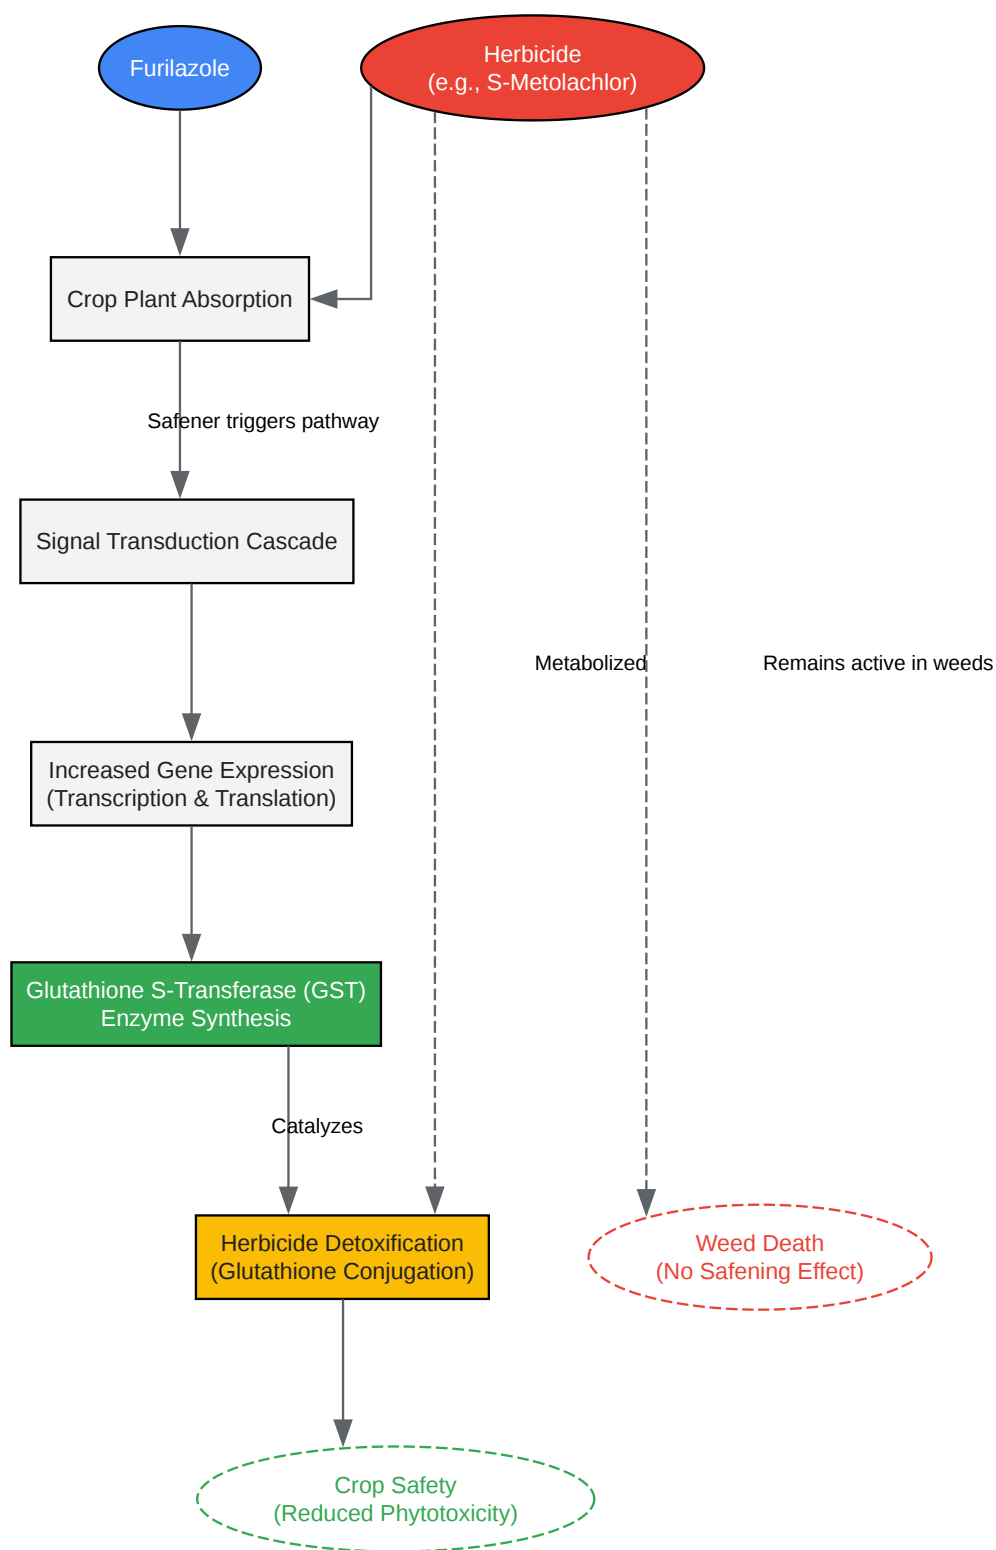 Furilazole
Herbicide
(e.g., S-Metolachlor)
Crop Plant Absorption
Safener triggers pathway
Signal Transduction Cascade
Metabolized
Remains active in weeds
Increased Gene Expression
(Transcription & Translation)
Glutathione S-Transferase (GST)
Enzyme Synthesis
Catalyzes
Herbicide Detoxification
(Glutathione Conjugation)
Weed Death
(No Safening Effect)
Crop Safety
(Reduced Phytotoxicity)